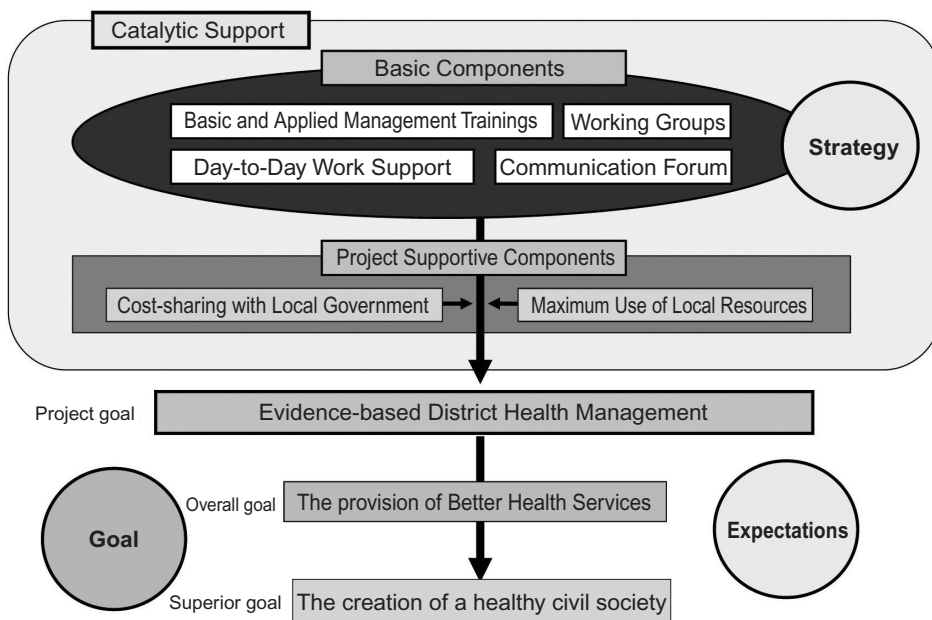 Catalytic Support
Basic Components
Basic and Applied Management Trainings
Working Groups
Day-to-Day Work Support
Communication Forum
Strategy
Project Supportive Components
Cost-sharing with Local Government
Maximum Use of Local Resources
Project goal
Evidence-based District Health Management
Overall goal
The provision of Better Health Services
Goal
Expectations
Superior goal
The creation of a healthy civil society